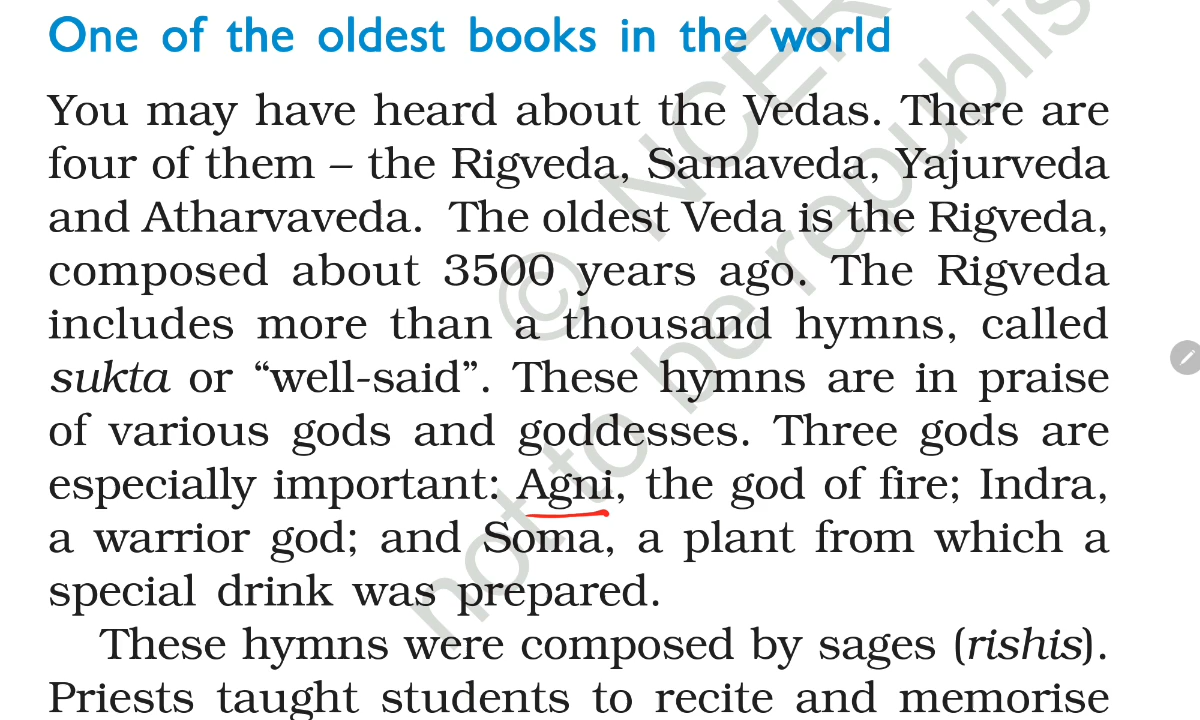 One of the oldest books in the world
You may have heard about the Vedas. There are
four of them – the Rigveda, Samaveda, Yajurveda
and Atharvaveda. The oldest Veda is the Rigveda,
composed about 3500 years ago. The Rigveda
includes more than a thousand hymns, called
sukta or “well-said”. These hymns are in praise
of various gods and goddesses. Three gods are
especially important: Agni, the god of fire; Indra,
a warrior god; and Soma, a plant from which a
special drink was prepared.
These hymns were composed by sages (rishis).
Priests taught students to recite and memorise
© NCER
not to be republis